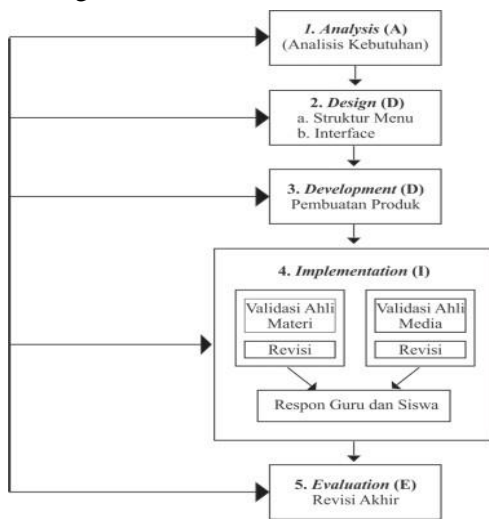 1. Analysis (A)
(Analisis Kebutuhan)
2. Design (D)
a. Struktur Menu
b. Interface
3. Development (D)
Pembuatan Produk
4. Implementation (I)
Validasi Ahli
Materi
Revisi
Validasi Ahli
Media
Revisi
Respon Guru dan Siswa
5. Evaluation (E)
Revisi Akhir